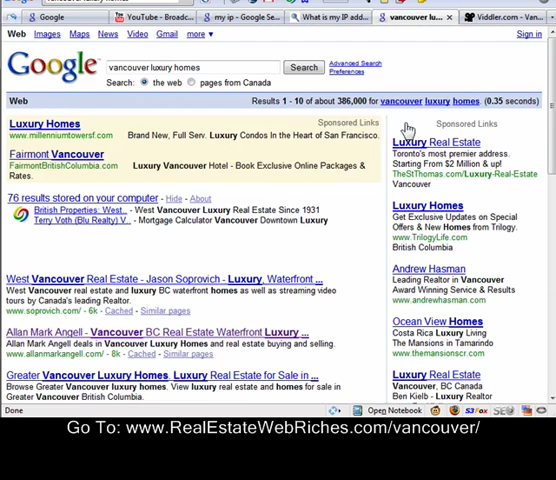 Google
YouTube - Broadc...
my ip - Google Se...
What is my IP add...
vancouver lu...
Viddler.com - Van...
Web Images Maps News Video Gmail more ▼
Sign in
Google
vancouver luxury homes
Search
Advanced Search
Preferences
Search: the web pages from Canada
Web
Results 1 - 10 of about 386,000 for vancouver luxury homes. (0.35 seconds)
Luxury Homes
Sponsored Links
www.millenniumtowersf.com
Brand New, Full Serv. Luxury Condos In the Heart of San Francisco.
Fairmont Vancouver
FairmontBritishColumbia.com
Luxury Vancouver Hotel - Book Exclusive Online Packages &
Rates.
76 results stored on your computer - Hide - About
British Properties: West... - West Vancouver Luxury Real Estate Since 1931
Terry Voth (Blu Realty) V... - Mortgage Calculator Vancouver Downtown Luxury
West Vancouver Real Estate - Jason Soprovich - Luxury, Waterfront ...
West Vancouver real estate and luxury BC waterfront homes as well as streaming video
tours by Canada's leading Realtor.
www.soprovich.com/ - 6k - Cached - Similar pages
Allan Mark Angell - Vancouver BC Real Estate Waterfront Luxury ...
Allan Mark Angell deals in Vancouver Luxury Homes and real estate buying and selling.
www.allanmarkangell.com/ - 8k - Cached - Similar pages
Greater Vancouver Luxury Homes. Luxury Real Estate for Sale in ...
Browse Greater Vancouver luxury homes. View luxury real estate and homes for sale in
Greater Vancouver, British Columbia.
Sponsored Links
Luxury Real Estate
Toronto's most premier address.
Starting From $2 Million & up!
TheStThomas.com/Luxury-Real-Estate
Vancouver
Luxury Homes
Get Exclusive Updates on Special
Offers & New Homes from Trilogy.
www.TrilogyLife.com
British Columbia
Andrew Hasman
Leading Realtor in Vancouver
Award Winning Service & Results
www.andrewhasman.com
Ocean View Homes
Luxury Costa Rican Living
The Mansions in Tamarindo
www.themansionscr.com
Luxury Real Estate
Vancouver, BC Canada
Ben Kielb - Luxury Realtor
Done
Open Notebook
S3Fox
Go To: www.RealEstateWebRiches.com/vancouver/